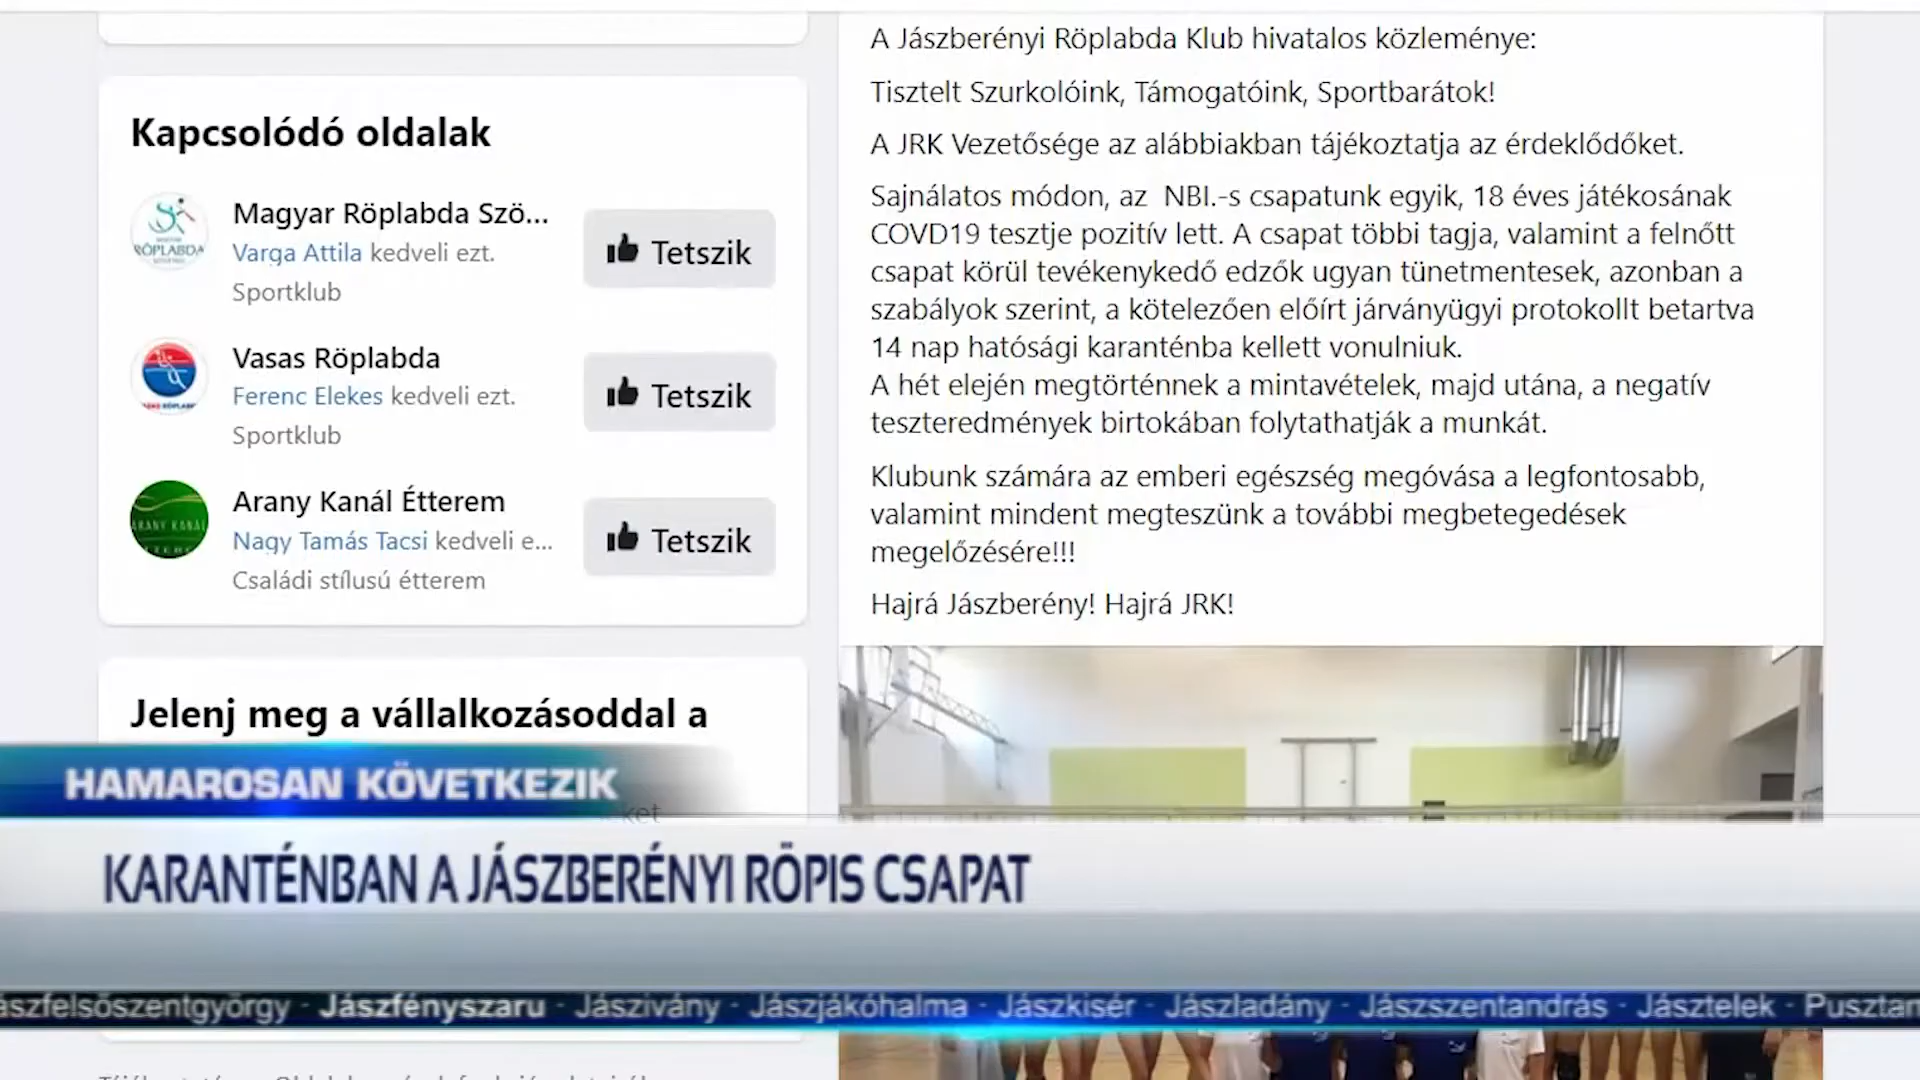 A Jászberényi Röplabda Klub hivatalos közleménye:
Tisztelt Szurkolóink, Támogatóink, Sportbarátok!
A JRK Vezetősége az alábbiakban tájékoztatja az érdeklődőket.
Sajnálatos módon, az NBI.-s csapatunk egyik, 18 éves játékosának
COVD19 tesztje pozitív lett. A csapat többi tagja, valamint a felnőtt
csapat körül tevékenykedő edzők ugyan tünetmentesek, azonban a
szabályok szerint, a kötelezően előírt járványügyi protokollt betartva
14 nap hatósági karanténba kellett vonulniuk.
A hét elején megtörténnek a mintavételek, majd utána, a negatív
teszteredmények birtokában folytathatják a munkát.
Klubunk számára az emberi egészség megóvása a legfontosabb,
valamint mindent megteszünk a további megbetegedések
megelőzésére!!!
Hajrá Jászberény! Hajrá JRK!
Kapcsolódó oldalak
Magyar Röplabda Szö...
Varga Attila kedveli ezt.
Sportklub
Tetszik
Vasas Röplabda
Ferenc Elekes kedveli ezt.
Sportklub
Tetszik
Arany Kanál Étterem
Nagy Tamás Tacsi kedveli e...
Családi stílusú étterem
Tetszik
RÖPLABDA
ARANY KANÁL
Jelenj meg a vállalkozásoddal a
HAMAROSAN KÖVETKEZIK
KARANTÉNBAN A JÁSZBERÉNYI RÖPIS CSAPAT
ászfelsőszentgyörgy - Jászfényszaru - Jászivány - Jászjákóhalma - Jászkisér - Jászladány - Jászszentandrás - Jásztelek - Pusztam